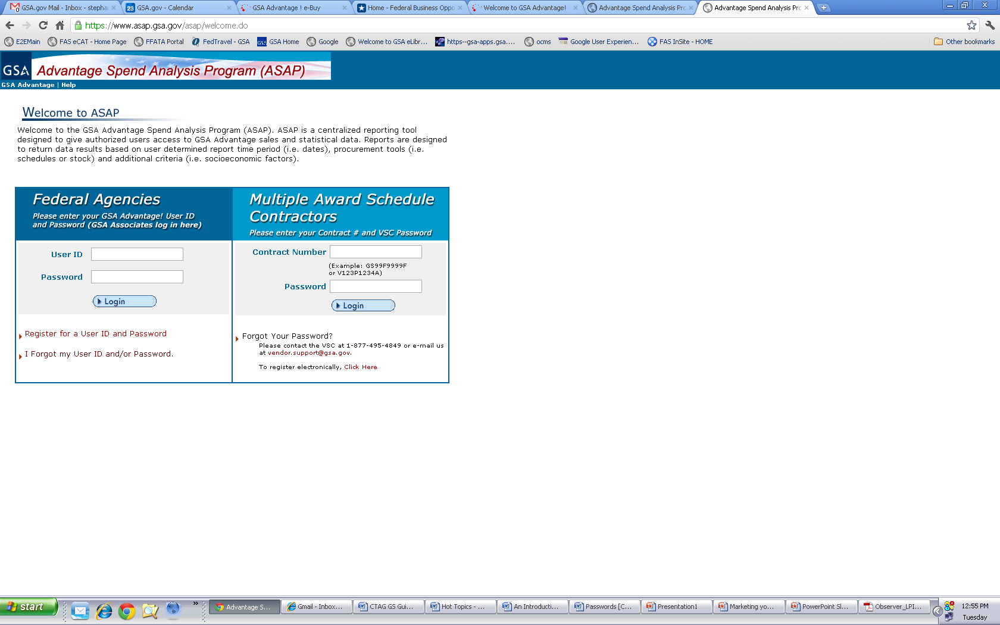 GSA.gov Mail - Inbox - stepha
GSA.gov - Calendar
GSA Advantage ! e-Buy
Home - Federal Business Oppo
Welcome to GSA Advantage!
Advantage Spend Analysis Pro
Advantage Spend Analysis Pro
https://www.asap.gsa.gov/asap/welcome.do
E2EMain
FAS eCAT - Home Page
FFATA Portal
FedTravel - GSA
GSA Home
Google
Welcome to GSA eLibr...
https--gsa-apps.gsa....
ocms
Google User Experien...
FAS InSite - HOME
Other bookmarks
GSA Advantage Spend Analysis Program (ASAP)
GSA Advantage | Help
Welcome to ASAP
Welcome to the GSA Advantage Spend Analysis Program (ASAP). ASAP is a centralized reporting tool
designed to give authorized users access to GSA Advantage sales and statistical data. Reports are designed
to return data results based on user determined report time period (i.e. dates), procurement tools (i.e.
schedules or stock) and additional criteria (i.e. socioeconomic factors).
Federal Agencies
Please enter your GSA Advantage! User ID
and Password (GSA Associates log in here)
User ID
Password
Login
Register for a User ID and Password
I Forgot my User ID and/or Password.
Multiple Award Schedule
Contractors
Please enter your Contract # and VSC Password
Contract Number
(Example: GS99F9999F
or V123P1234A)
Password
Login
Forgot Your Password?
Please contact the VSC at 1-877-495-4849 or e-mail us
at vendor.support@gsa.gov.
To register electronically, Click Here
start
»
Advantage S...
Gmail - Inbox...
CTAG GS Gui...
Hot Topics - ...
An Introducti...
Passwords [C...
Presentation1
Marketing yo...
PowerPoint Sl...
Observer_LPI...
12:55 PM
Tuesday